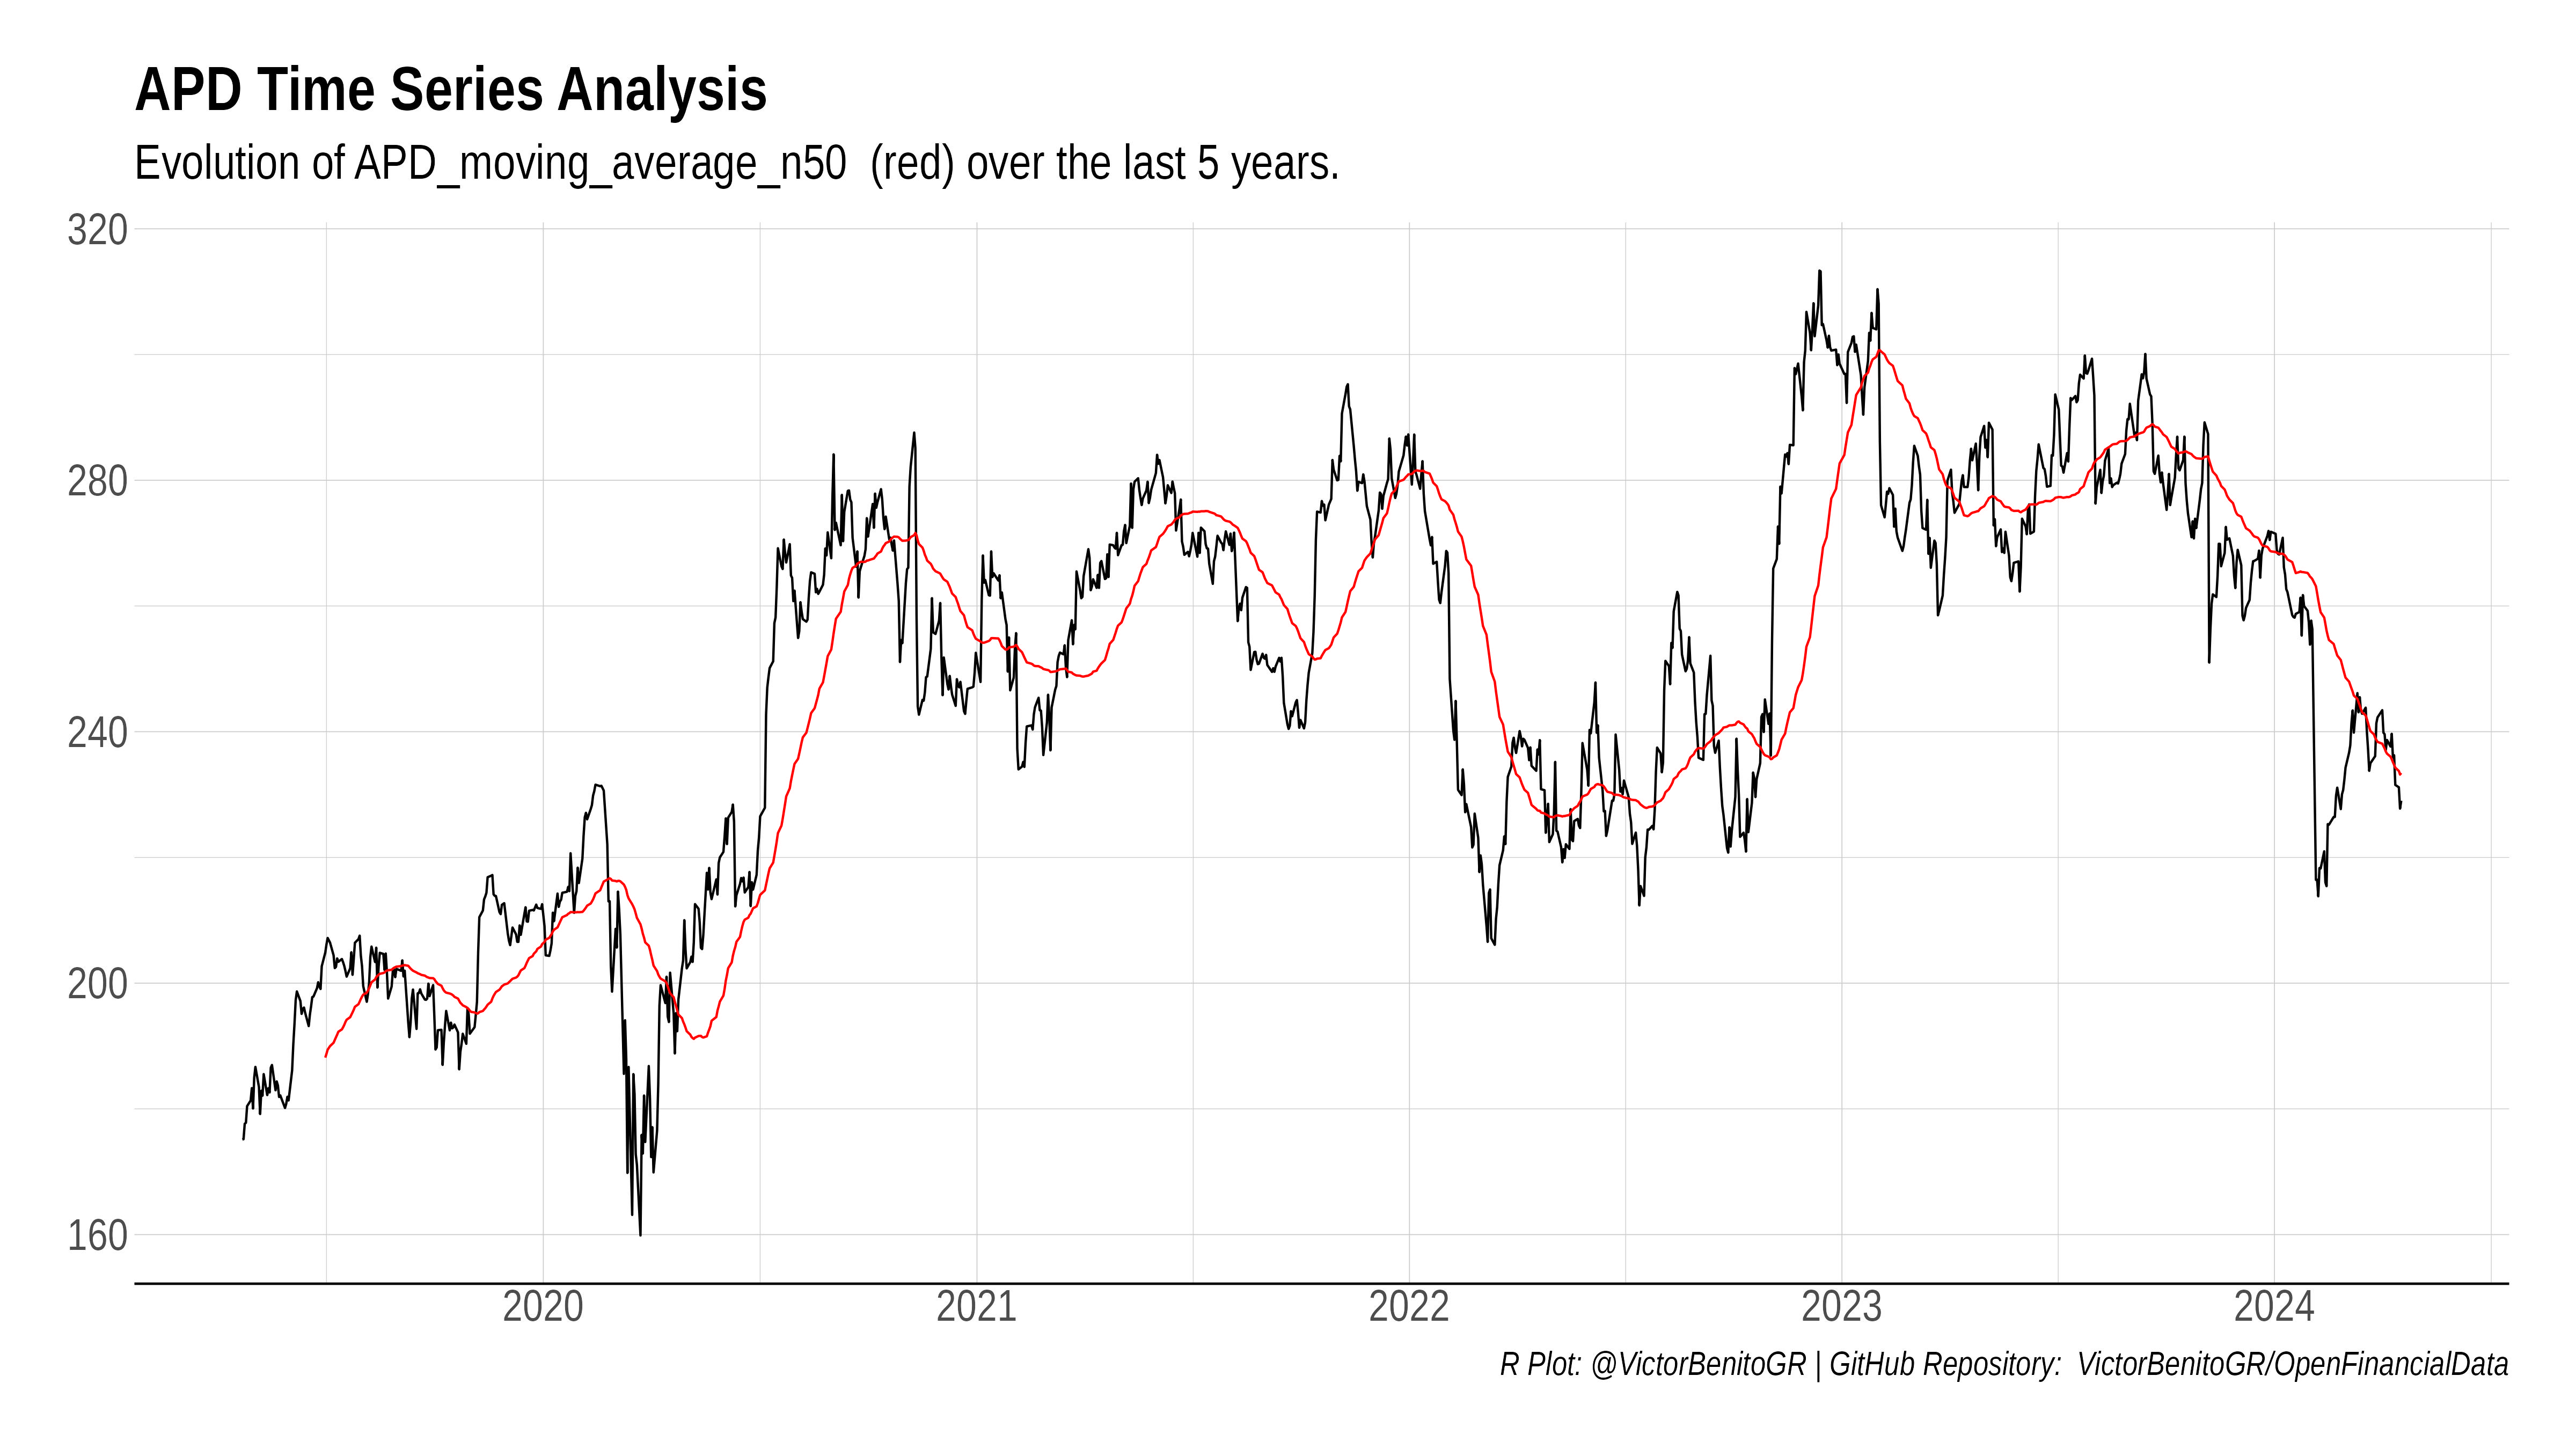 APD Time Series Analysis
Evolution of APD_moving_average_n50  (red) over the last 5 years.
320
280
240
200
160
2020 2021 2022 2023 2024
R Plot: @VictorBenitoGR | GitHub Repository:  VictorBenitoGR/OpenFinancialData